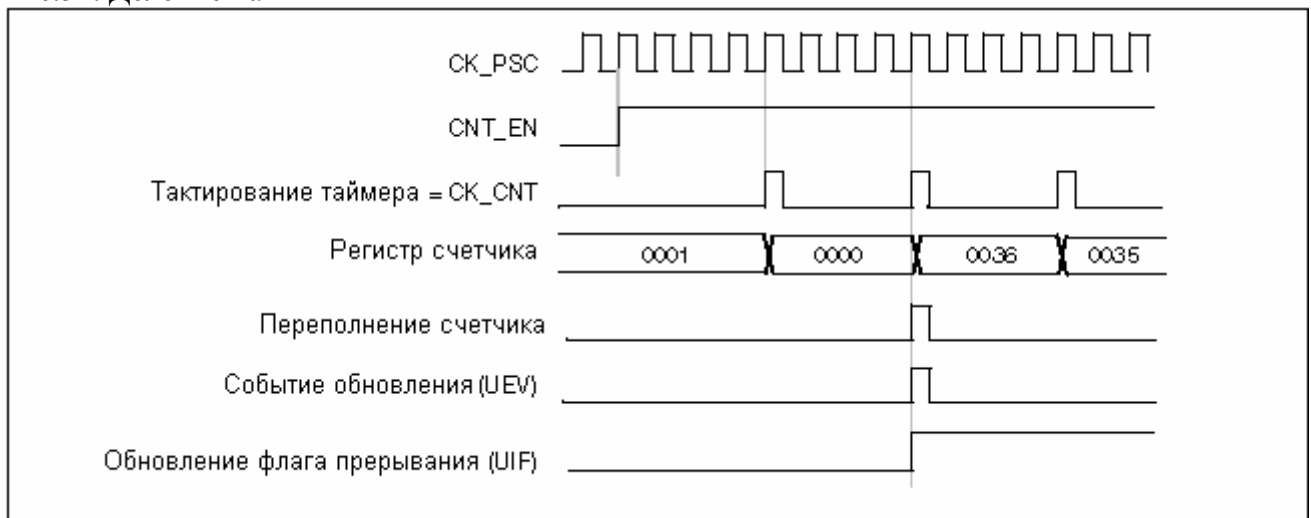 CK_PSC
CNT_EN
Тактирование таймера = CK_CNT
Регистр счетчика
0001 0000 0036 0035
Переполнение счетчика
Событие обновления (UEV)
Обновление флага прерывания (UIF)